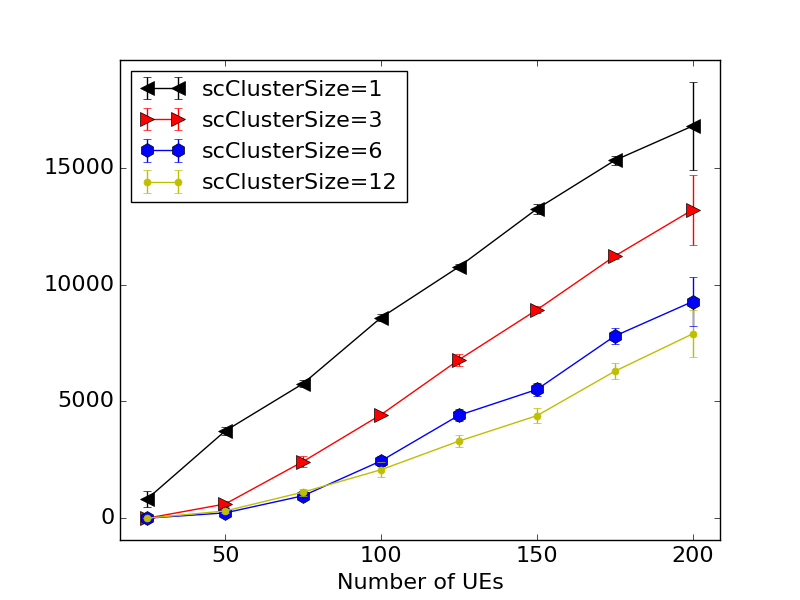 scClusterSize=1
scClusterSize=3
scClusterSize=6
scClusterSize=12
15000
10000
5000
0
50 100 150 200
Number of UEs